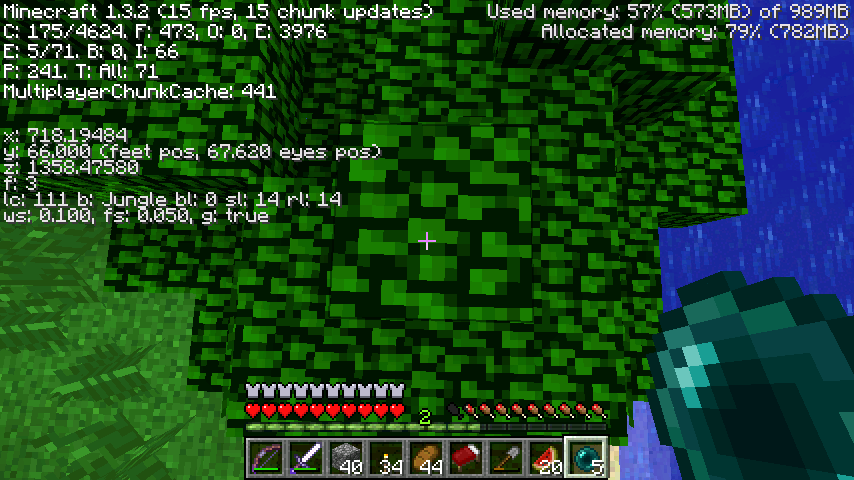 Minecraft 1.3.2 (15 fps, 15 chunk updates)
C: 175/4624. F: 473, O: 0, E: 3976
E: 5/71. B: 0, I: 66
P: 241. T: All: 71
MultiplayerChunkCache: 441
x: 718.19484
y: 66.000 (feet pos, 67.620 eyes pos)
z: 1358.47580
f: 3
lc: 111 b: Jungle bl: 0 sl: 14 rl: 14
ws: 0.100, fs: 0.050, g: true
Used memory: 57% (573MB) of 989MB
Allocated memory: 79% (782MB)
2
40
34
44
20
5